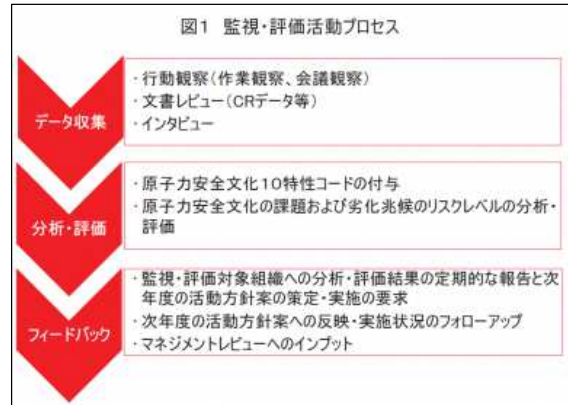 図1 監視・評価活動プロセス
データ収集
・行動観察(作業観察、会議観察)
・文書レビュー(CRデータ等)
・インタビュー
分析・評価
・原子力安全文化10特性コードの付与
・原子力安全文化の課題および劣化兆候のリスクレベルの分析・
評価
フィードバック
・監視・評価対象組織への分析・評価結果の定期的な報告と次
年度の活動方針案の策定・実施の要求
・次年度の活動方針案への反映・実施状況のフォローアップ
・マネジメントレビューへのインプット